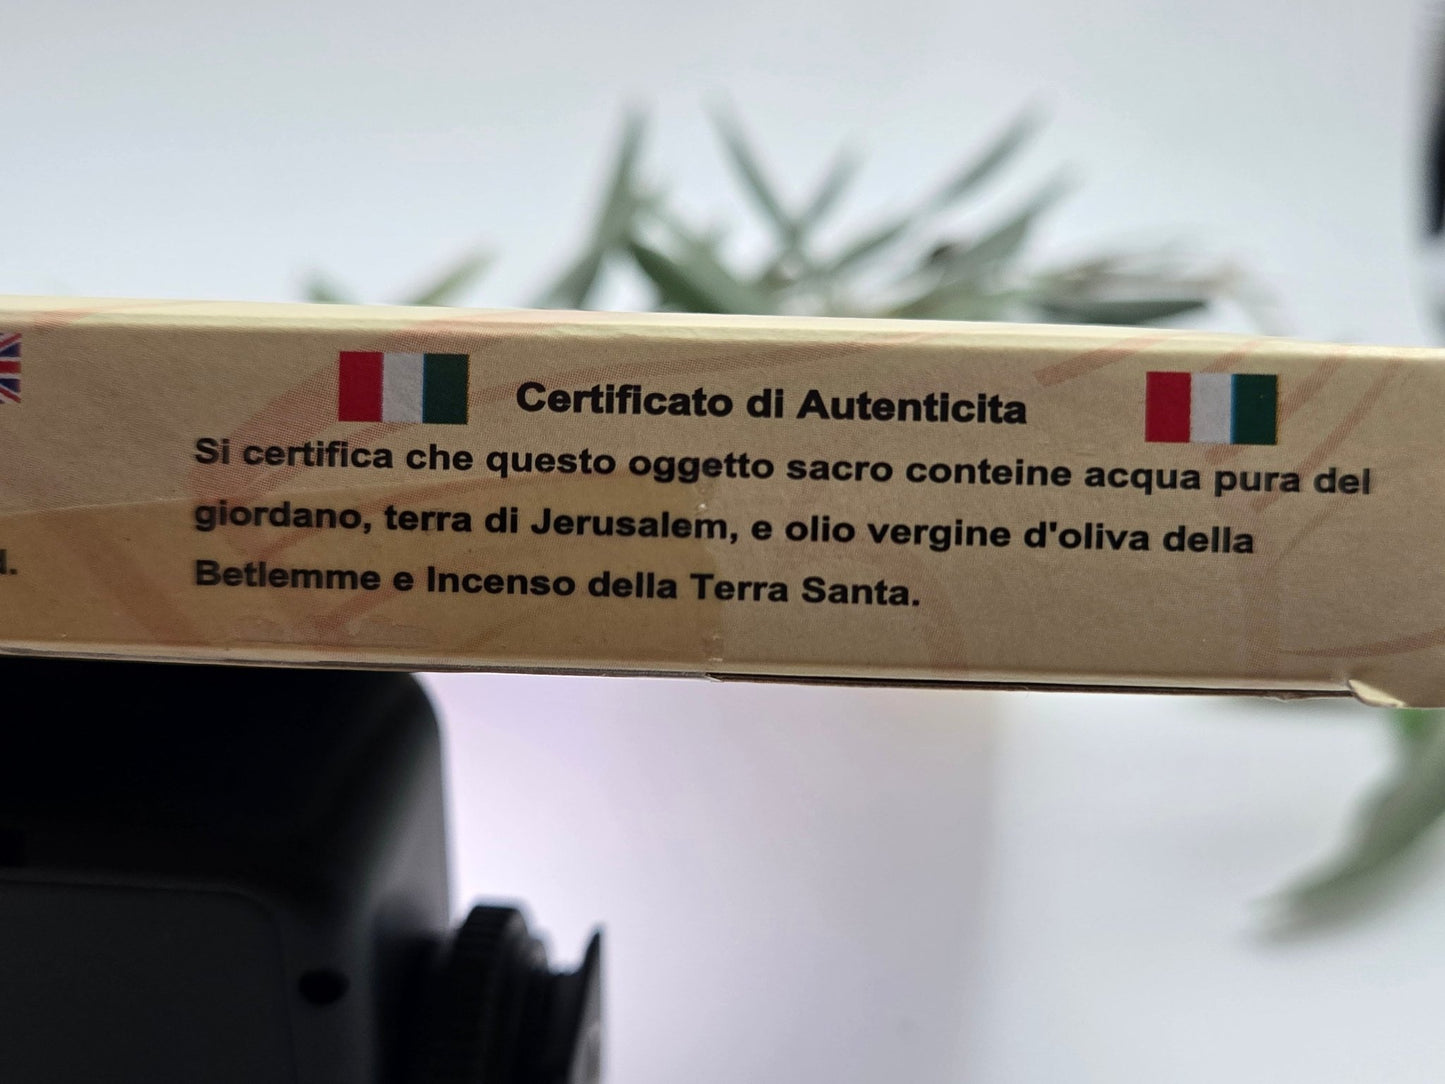 Certificato di Autenticita
Si certifica che questo oggetto sacro conteine acqua pura del
giordano, terra di Jerusalem, e olio vergine d'oliva della
Betlemme e Incenso della Terra Santa.